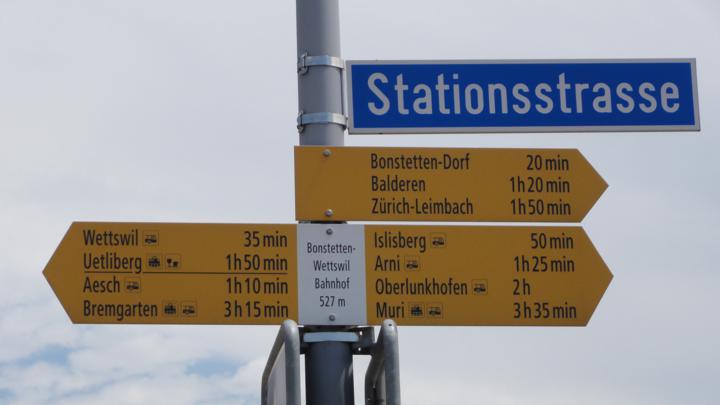 Stationsstrasse
Bonstetten-Dorf 20 min
Balderen 1 h 20 min
Zürich-Leimbach 1 h 50 min
Wettswil 35 min
Uetliberg 1 h 50 min
Aesch 1 h 10 min
Bremgarten 3 h 15 min
Bonstetten-
Wettswil
Bahnhof
527 m
Islisberg 50 min
Arni 1 h 25 min
Oberlunkhofen 2 h
Muri 3 h 35 min